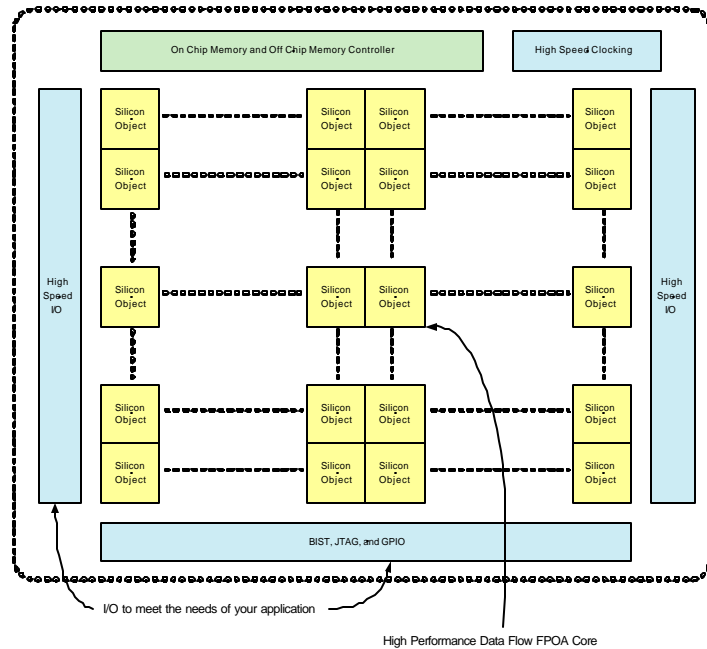 On Chip Memory and Off Chip Memory Controller
High Speed Clocking
High
Speed
I/O
Silicon
Object
Silicon
Object
Silicon
Object
Silicon
Object
High
Speed
I/O
Silicon
Object
Silicon
Object
Silicon
Object
Silicon
Object
Silicon
Object
Silicon
Object
Silicon
Object
Silicon
Object
Silicon
Object
Silicon
Object
Silicon
Object
Silicon
Object
Silicon
Object
Silicon
Object
Silicon
Object
Silicon
Object
BIST, JTAG, and GPIO
I/O to meet the needs of your application
High Performance Data Flow FPOA Core